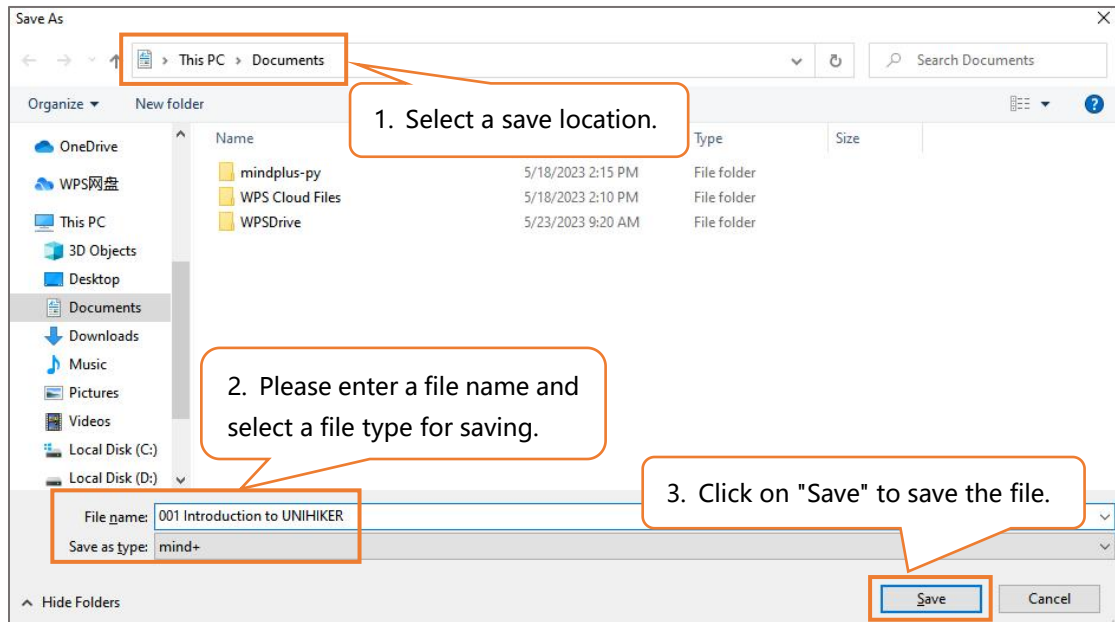 Save As
This PC > Documents
Search Documents
Organize
New folder
1. Select a save location.
Name
Type
Size
mindplus-py
5/18/2023 2:15 PM
File folder
WPS Cloud Files
5/18/2023 2:10 PM
File folder
WPSDrive
5/23/2023 9:20 AM
File folder
OneDrive
WPS网盘
This PC
3D Objects
Desktop
Documents
Downloads
Music
Pictures
Videos
Local Disk (C:)
Local Disk (D:)
2. Please enter a file name and
select a file type for saving.
3. Click on "Save" to save the file.
File name: 001 Introduction to UNIHIKER
Save as type: mind+
Hide Folders
Save
Cancel